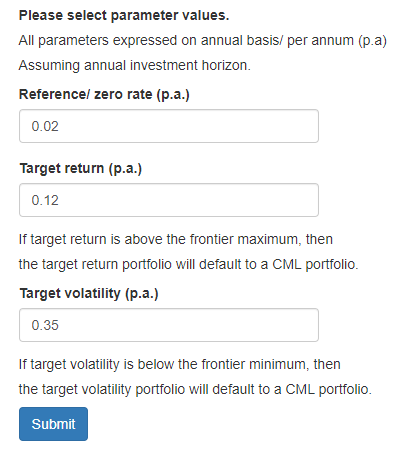 Please select parameter values.
All parameters expressed on annual basis/ per annum (p.a)
Assuming annual investment horizon.
Reference/ zero rate (p.a.)
0.02
Target return (p.a.)
0.12
If target return is above the frontier maximum, then
the target return portfolio will default to a CML portfolio.
Target volatility (p.a.)
0.35
If target volatility is below the frontier minimum, then
the target volatility portfolio will default to a CML portfolio.
Submit